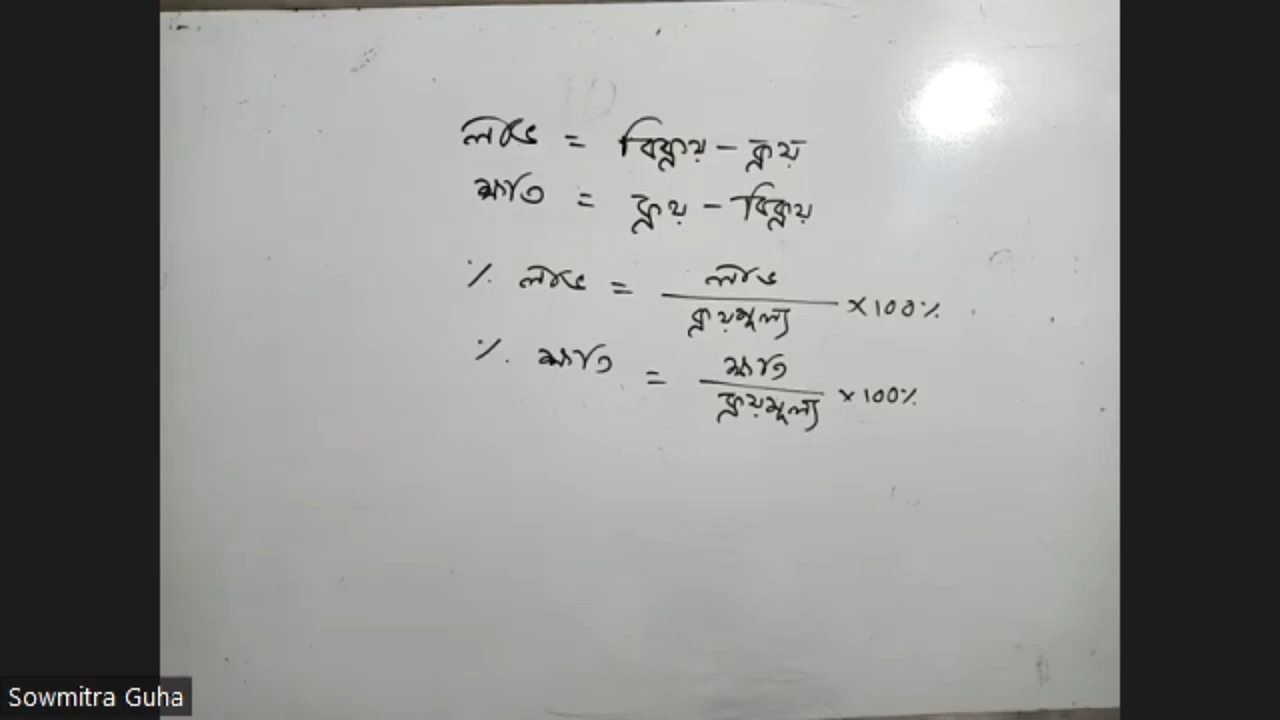 লাভ = বিক্রয় - ক্রয়
ক্ষতি = ক্রয় - বিক্রয়
% লাভ = লাভ / ক্রয়মূল্য × 100%
% ক্ষতি = ক্ষতি / ক্রয়মূল্য × 100%
Sowmitra Guha